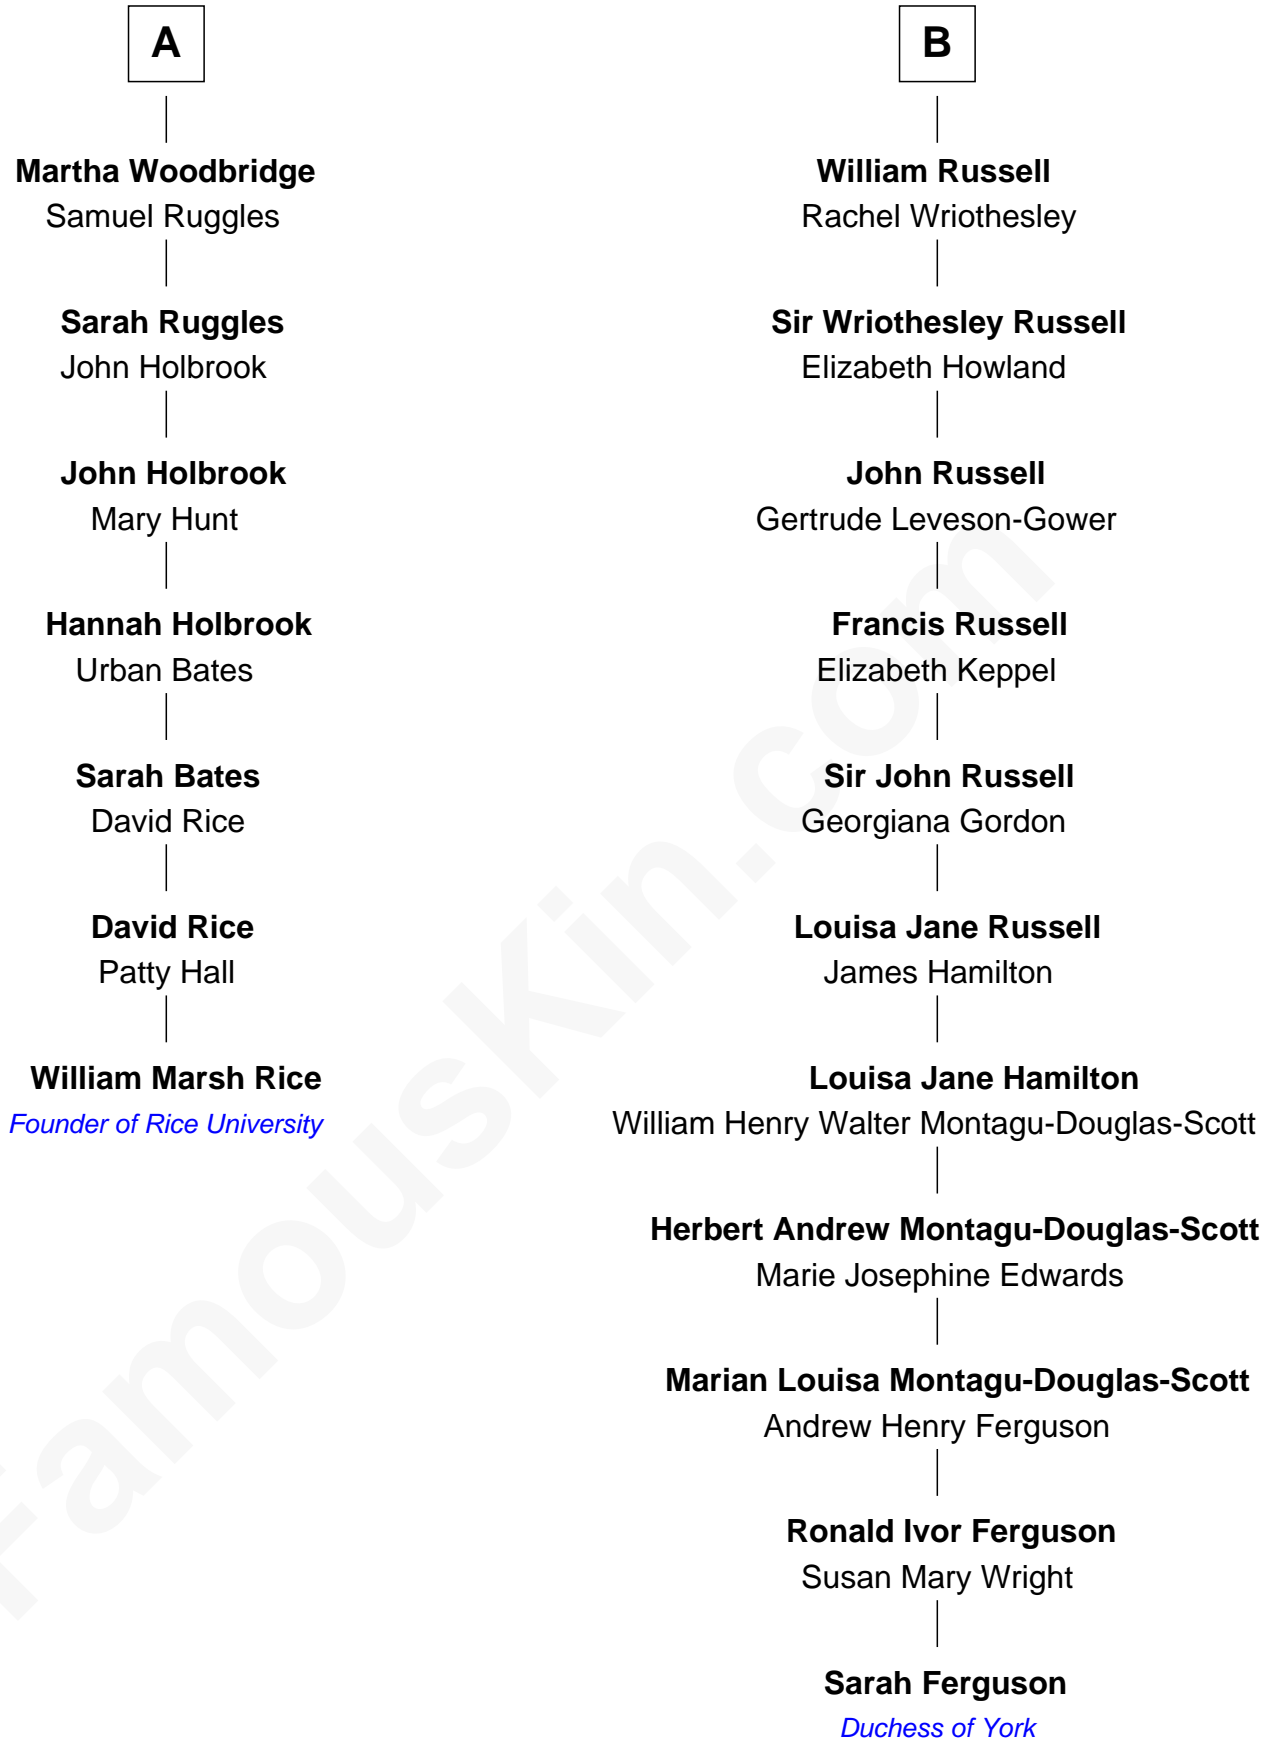 A
Martha Woodbridge
Samuel Ruggles
Sarah Ruggles
John Holbrook
John Holbrook
Mary Hunt
Hannah Holbrook
Urban Bates
Sarah Bates
David Rice
David Rice
Patty Hall
William Marsh Rice
Founder of Rice University
B
William Russell
Rachel Wriothesley
Sir Wriothesley Russell
Elizabeth Howland
John Russell
Gertrude Leveson-Gower
Francis Russell
Elizabeth Keppel
Sir John Russell
Georgiana Gordon
Louisa Jane Russell
James Hamilton
Louisa Jane Hamilton
William Henry Walter Montagu-Douglas-Scott
Herbert Andrew Montagu-Douglas-Scott
Marie Josephine Edwards
Marian Louisa Montagu-Douglas-Scott
Andrew Henry Ferguson
Ronald Ivor Ferguson
Susan Mary Wright
Sarah Ferguson
Duchess of York
FamousKin.com